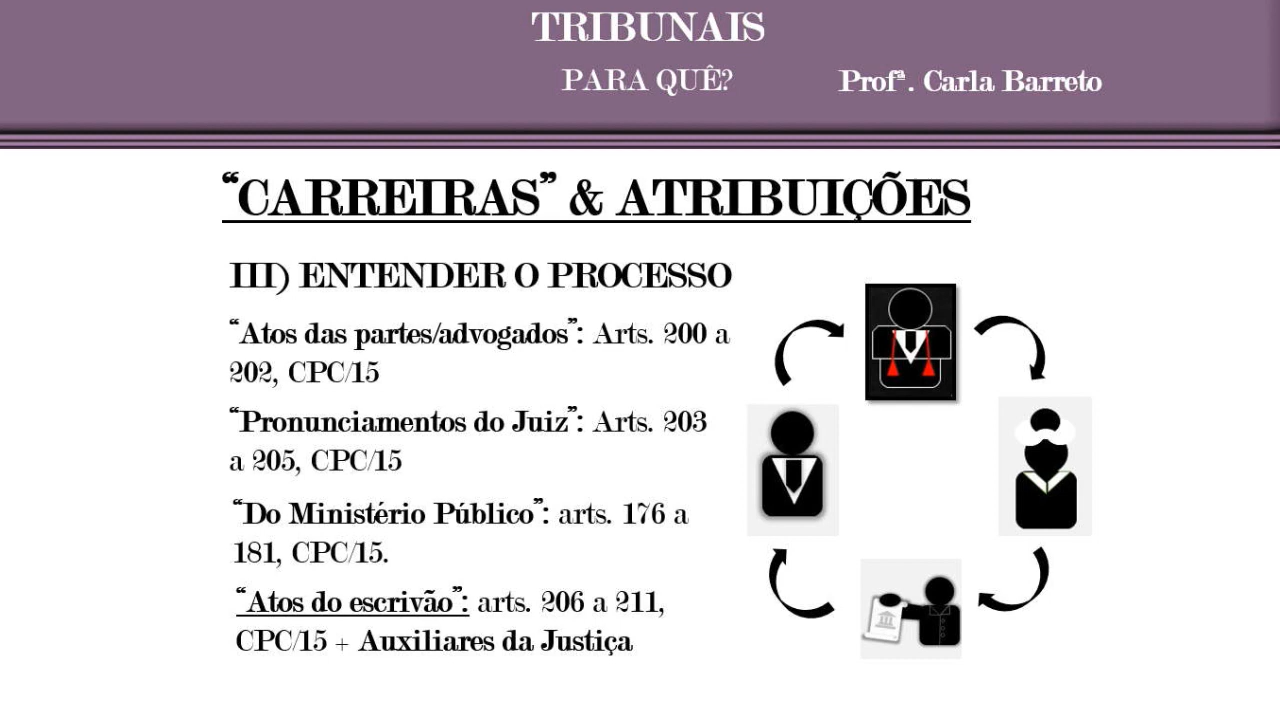 TRIBUNAIS
PARA QUÊ?
Profª. Carla Barreto
“CARREIRAS” & ATRIBUIÇÕES
III) ENTENDER O PROCESSO
“Atos das partes/advogados”: Arts. 200 a
202, CPC/15
“Pronunciamentos do Juiz”: Arts. 203
a 205, CPC/15
“Do Ministério Público”: arts. 176 a
181, CPC/15.
“Atos do escrivão”: arts. 206 a 211,
CPC/15 + Auxiliares da Justiça